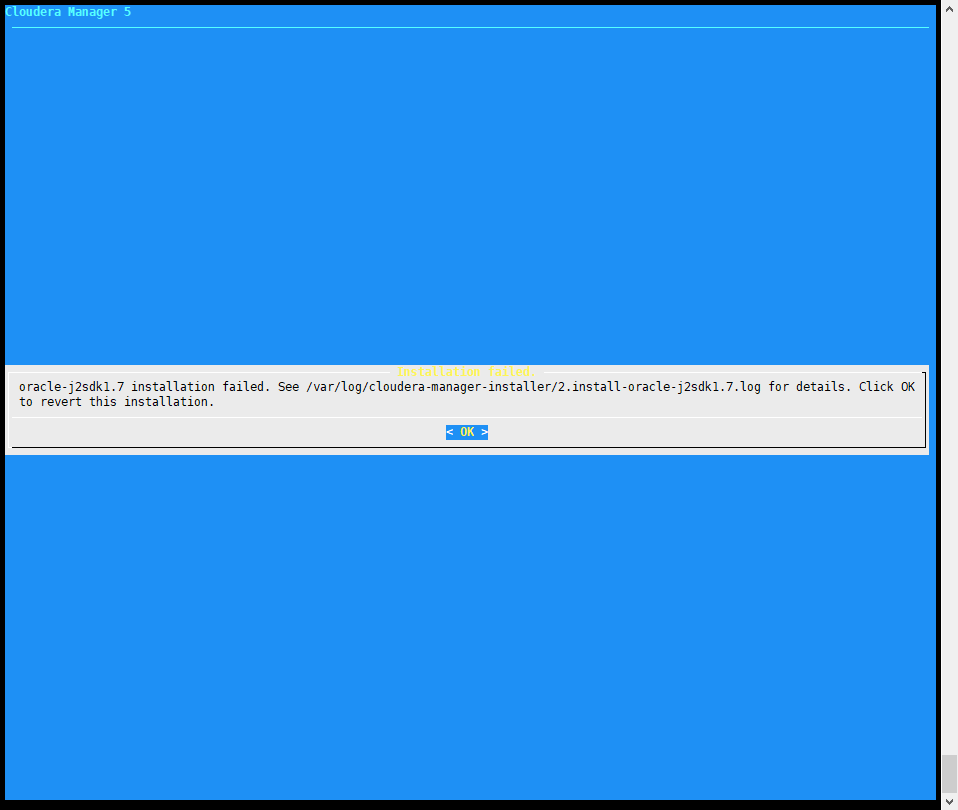 Cloudera Manager 5
Installation failed.
oracle-j2sdk1.7 installation failed. See /var/log/cloudera-manager-installer/2.install-oracle-j2sdk1.7.log for details. Click OK
to revert this installation.
< OK >